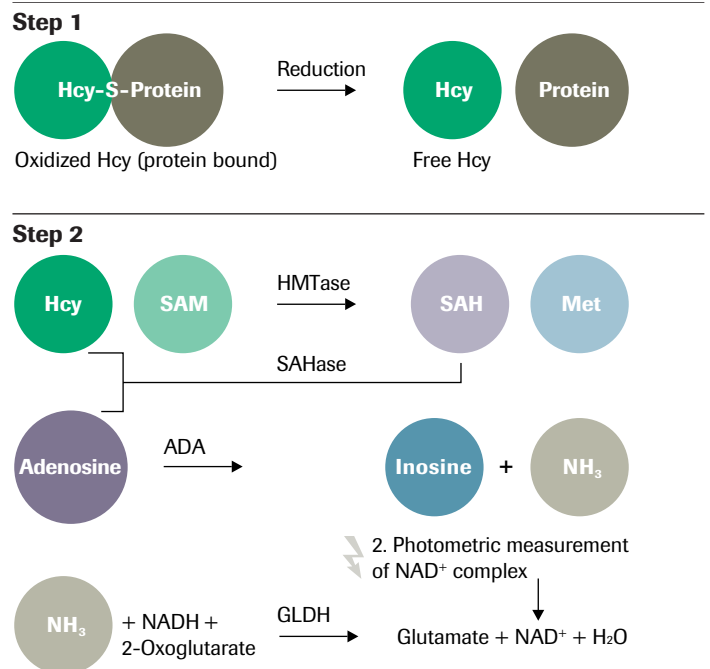 Step 1
Hcy-S-Protein
Reduction
Hcy
Protein
Oxidized Hcy (protein bound)
Free Hcy
Step 2
Hcy
SAM
HMTase
SAH
Met
SAHase
Adenosine
ADA
Inosine
+
NH₃
2. Photometric measurement
of NAD⁺ complex
NH₃
+ NADH +
2-Oxoglutarate
GLDH
Glutamate + NAD⁺ + H₂O